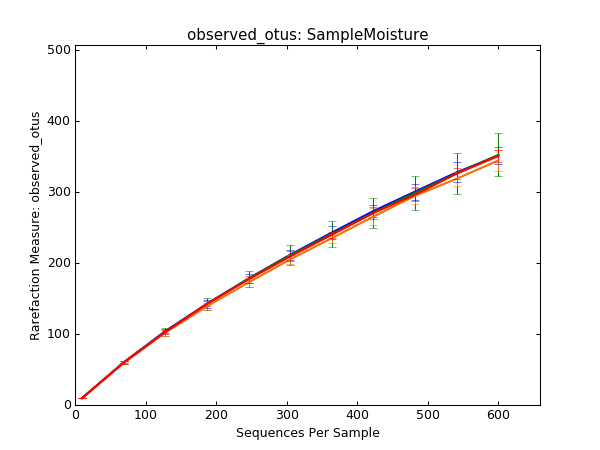 observed_otus: SampleMoisture
500
400
300
200
100
0
Rarefaction Measure: observed_otus
0 100 200 300 400 500 600
Sequences Per Sample